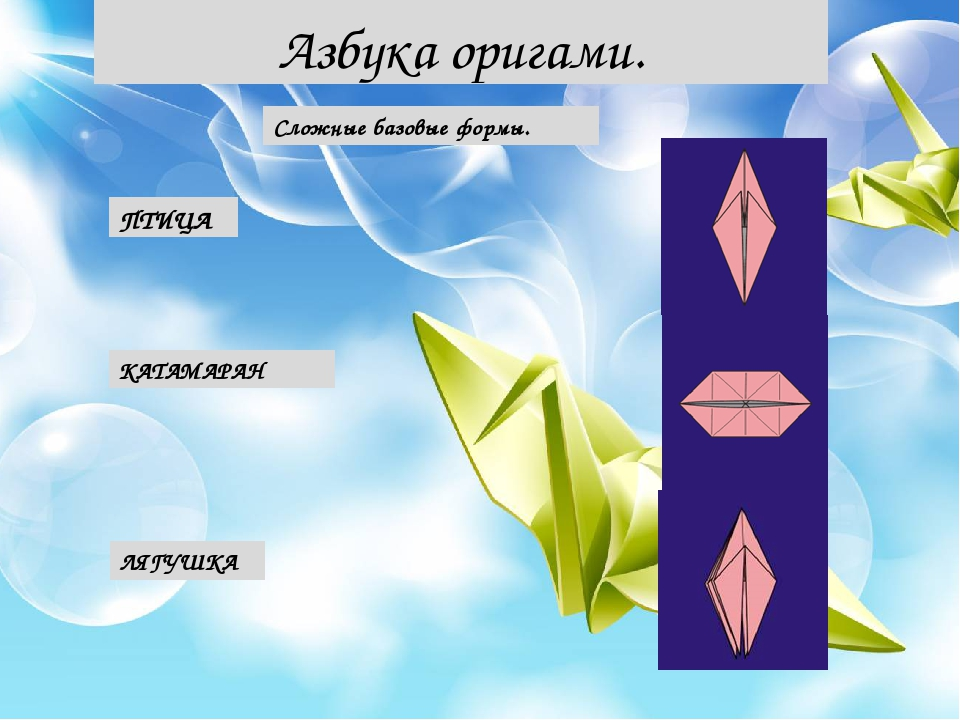 Азбука оригами.
Сложные базовые формы.
ПТИЦА
КАТАМАРАН
ЛЯГУШКА